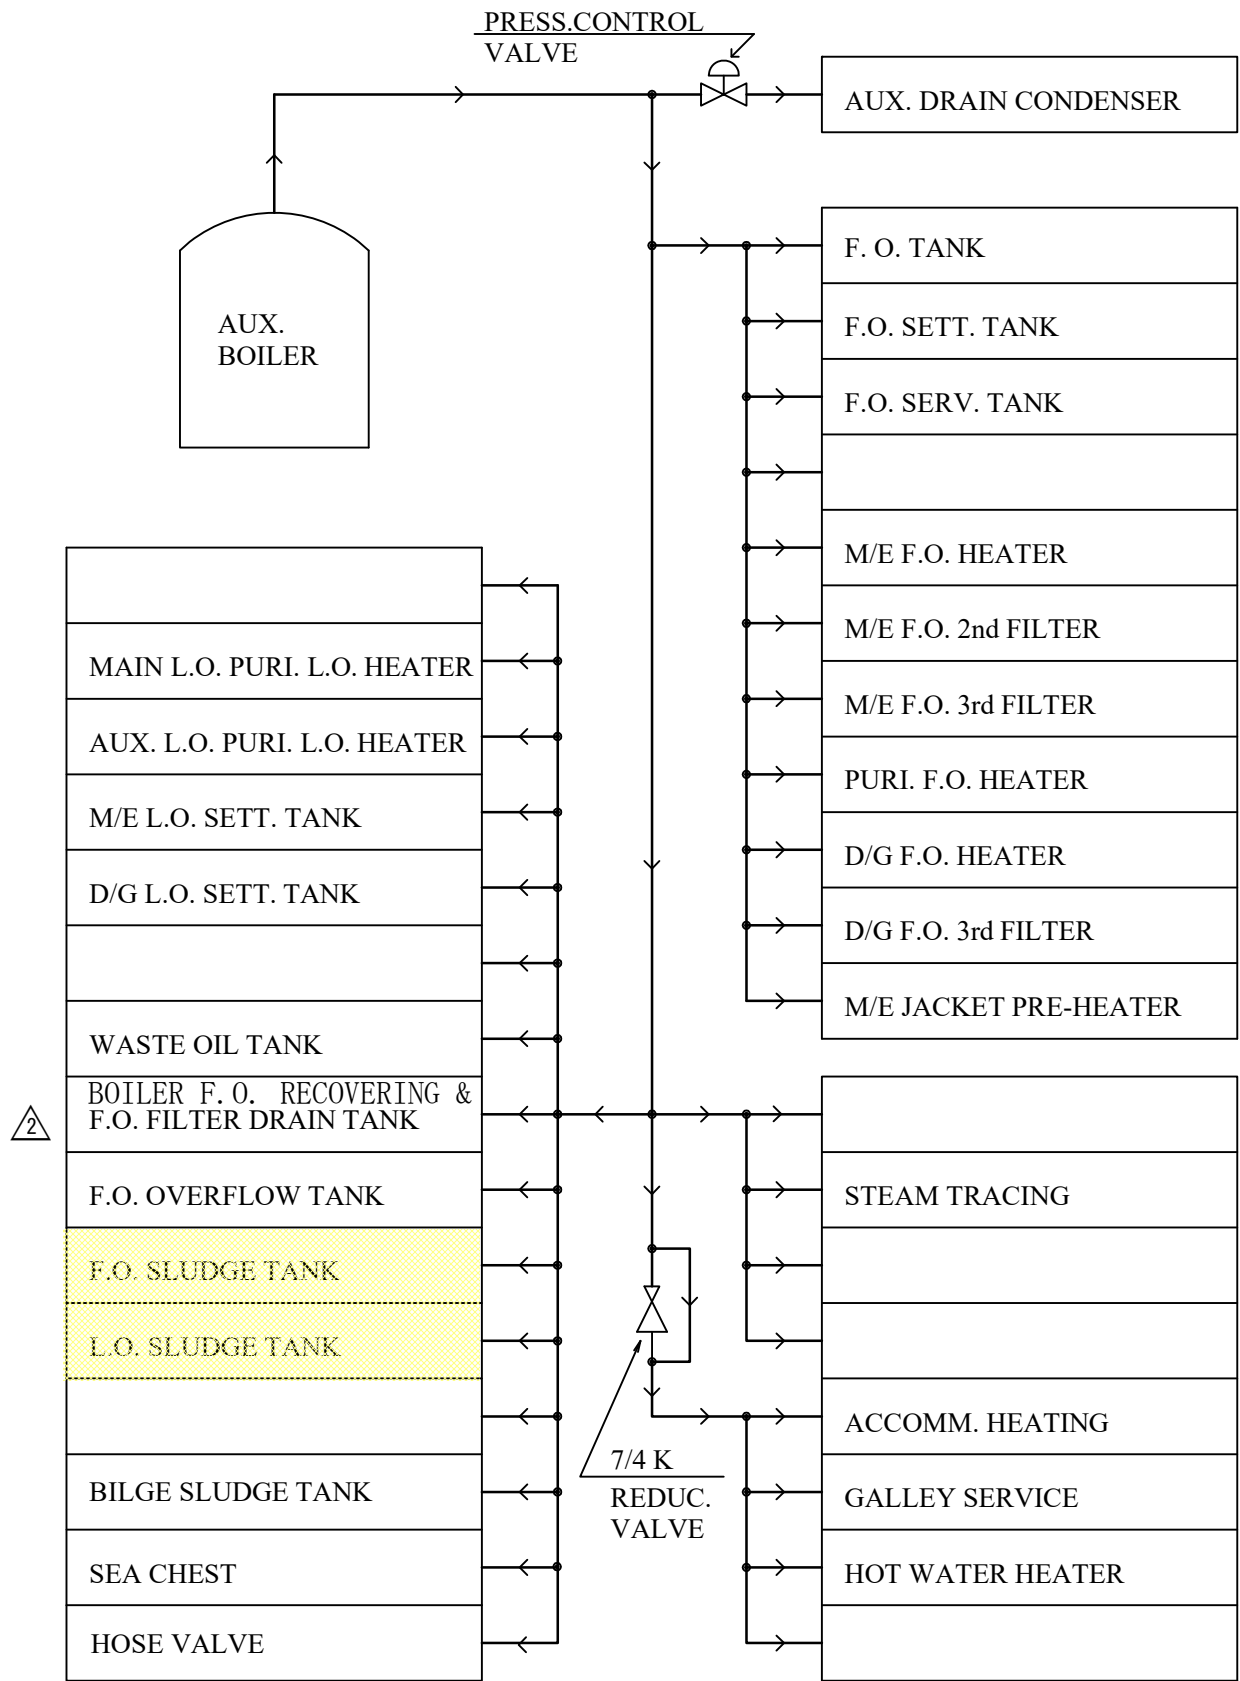 PRESS.CONTROL
VALVE
AUX. DRAIN CONDENSER
AUX.
BOILER
F. O. TANK
F.O. SETT. TANK
F.O. SERV. TANK
M/E F.O. HEATER
M/E F.O. 2nd FILTER
M/E F.O. 3rd FILTER
PURI. F.O. HEATER
D/G F.O. HEATER
D/G F.O. 3rd FILTER
M/E JACKET PRE-HEATER
MAIN L.O. PURI. L.O. HEATER
AUX. L.O. PURI. L.O. HEATER
M/E L.O. SETT. TANK
D/G L.O. SETT. TANK
WASTE OIL TANK
2
BOILER F.O. RECOVERING &
F.O. FILTER DRAIN TANK
F.O. OVERFLOW TANK
F.O. SLUDGE TANK
L.O. SLUDGE TANK
BILGE SLUDGE TANK
SEA CHEST
HOSE VALVE
7/4 K
REDUC.
VALVE
STEAM TRACING
ACCOMM. HEATING
GALLEY SERVICE
HOT WATER HEATER